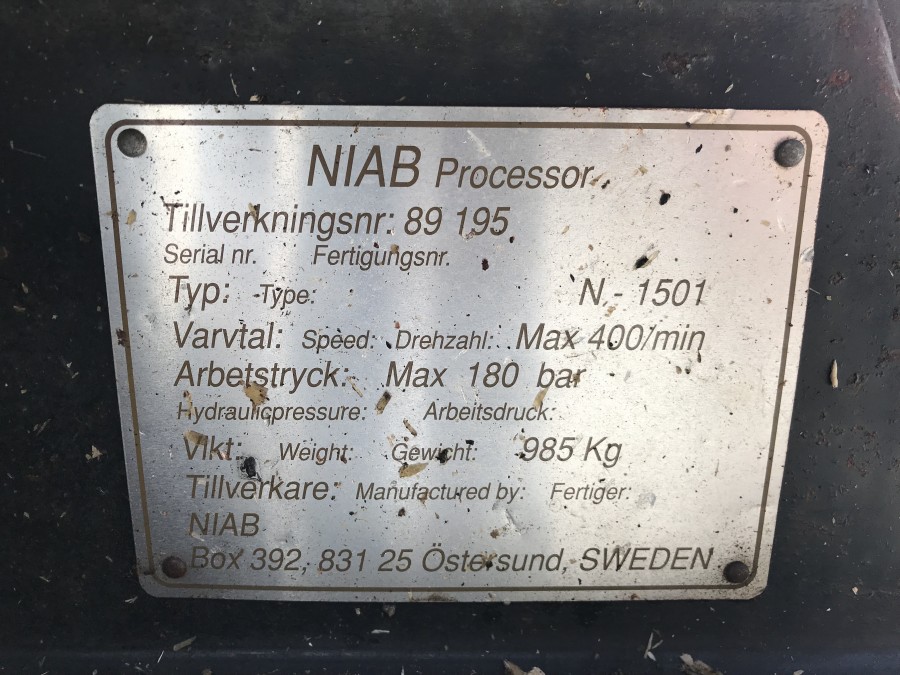 NIAB Processor
Tillverkningsnr: 89 195
Serial nr. Fertigungsnr.
Typ: Type: N - 1501
Varvtal: Speed: Drehzahl: Max 400/min
Arbetstryck: Max 180 bar
Hydraulicpressure: Arbeitsdruck:
Vikt: Weight: Gewicht: 985 Kg
Tillverkare: Manufactured by: Fertiger:
NIAB
Box 392, 831 25 Östersund, SWEDEN